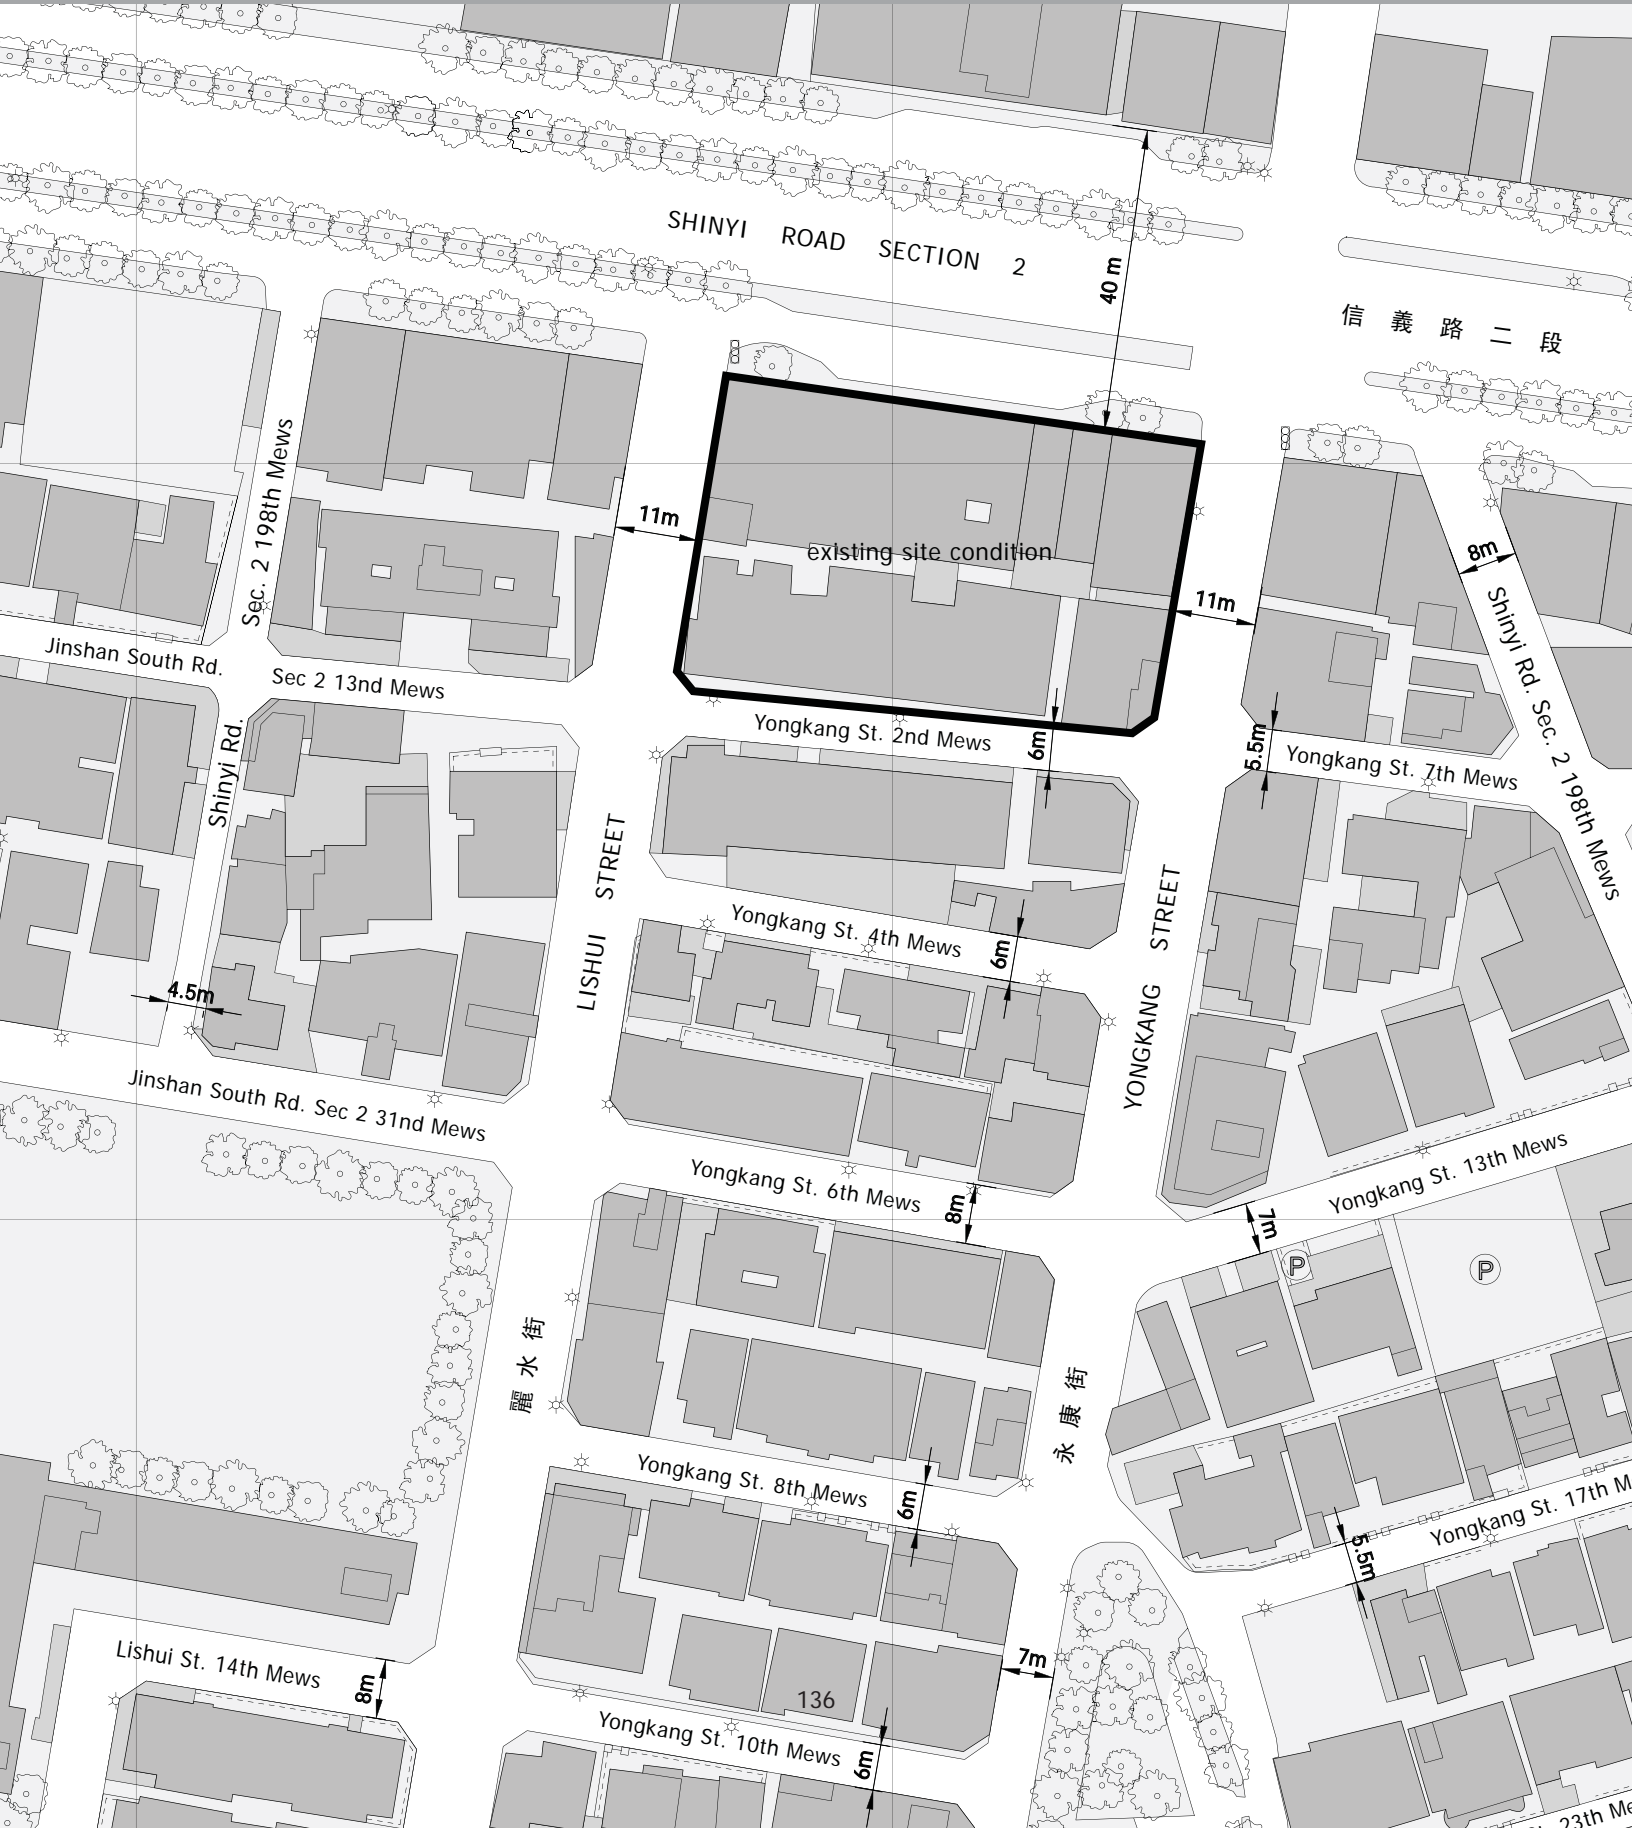 SHINYI ROAD SECTION 2
40 m
信 義 路 二 段
Sec. 2 198th Mews
11m
existing site condition
8m
11m
Shinyi Rd. Sec. 2 198th Mews
Jinshan South Rd.
Sec 2 13nd Mews
Shinyi Rd.
Yongkang St. 2nd Mews
6m
5.5m
Yongkang St. 7th Mews
LISHUI STREET
YONGKANG STREET
Yongkang St. 4th Mews
6m
4.5m
Jinshan South Rd. Sec 2 31nd Mews
Yongkang St. 6th Mews
8m
Yongkang St. 13th Mews
7m
P
P
麗水街
永康街
Yongkang St. 8th Mews
6m
Yongkang St. 17th M
5.5m
Lishui St. 14th Mews
8m
7m
136
Yongkang St. 10th Mews
6m
23th Me